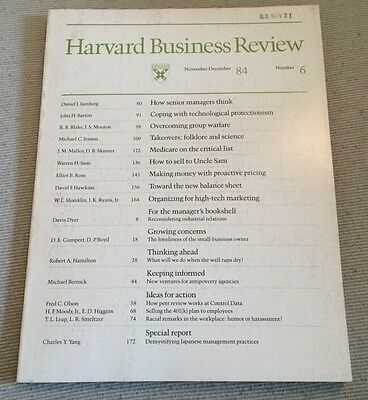 Harvard Business Review
November-December 84 Number 6
Daniel J. Isenberg 80 How senior managers think
John H. Barton 91 Coping with technological protectionism
R. R. Blake, J. S. Mouton 98 Overcoming group warfare
Michael C. Jensen 109 Takeovers: folklore and science
J. M. Malloy, D. B. Skinner 122 Medicare on the critical list
Warren H. Suss 136 How to sell to Uncle Sam
Elliot B. Ross 145 Making money with proactive pricing
David F. Hawkins 156 Toward the new balance sheet
W. L. Shanklin, J. K. Ryans, Jr. 164 Organizing for high-tech marketing
For the manager's bookshelf
Davis Dyer 8 Reconsidering industrial relations
Growing concerns
D. E. Gumpert, D. P. Boyd 18 The loneliness of the small-business owner
Thinking ahead
Robert A. Hamilton 28 What will we do when the well runs dry?
Keeping informed
Michael Bernick 44 New ventures for antipoverty agencies
Ideas for action
Fred C. Olson 58 How peer review works at Control Data
H. F. Moody, Jr., E. D. Higgins 68 Selling the 401(k) plan to employees
T. L. Leap, L. R. Smeltzer 74 Racial remarks in the workplace: humor or harassment?
Special report
Charles Y. Yang 172 Demystifying Japanese management practices